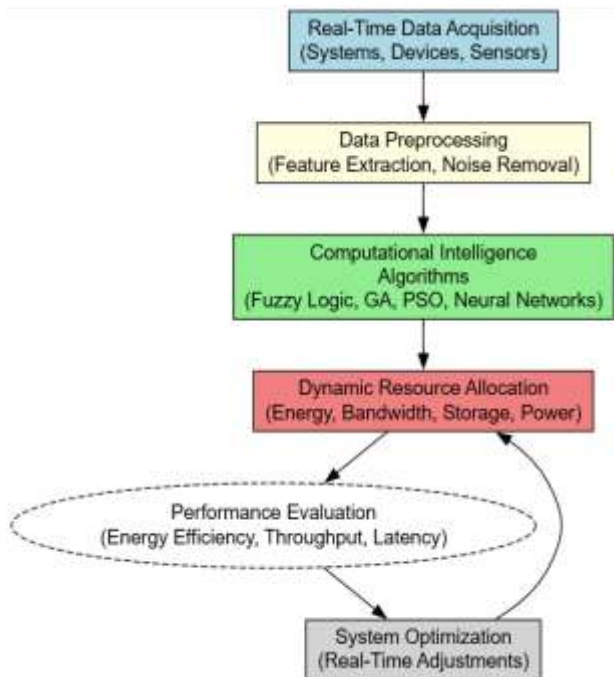 Real-Time Data Acquisition
(Systems, Devices, Sensors)
Data Preprocessing
(Feature Extraction, Noise Removal)
Computational Intelligence
Algorithms
(Fuzzy Logic, GA, PSO, Neural Networks)
Dynamic Resource Allocation
(Energy, Bandwidth, Storage, Power)
Performance Evaluation
(Energy Efficiency, Throughput, Latency)
System Optimization
(Real-Time Adjustments)